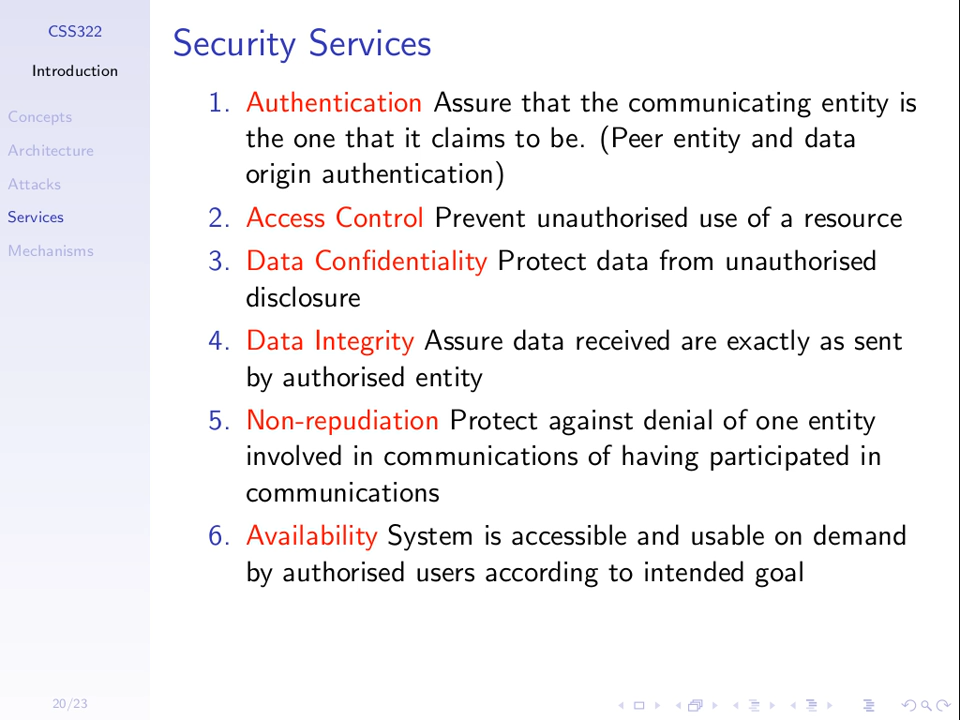 CSS322
Introduction
Concepts
Architecture
Attacks
Services
Mechanisms
Security Services
1. Authentication Assure that the communicating entity is
the one that it claims to be. (Peer entity and data
origin authentication)
2. Access Control Prevent unauthorised use of a resource
3. Data Confidentiality Protect data from unauthorised
disclosure
4. Data Integrity Assure data received are exactly as sent
by authorised entity
5. Non-repudiation Protect against denial of one entity
involved in communications of having participated in
communications
6. Availability System is accessible and usable on demand
by authorised users according to intended goal
20/23